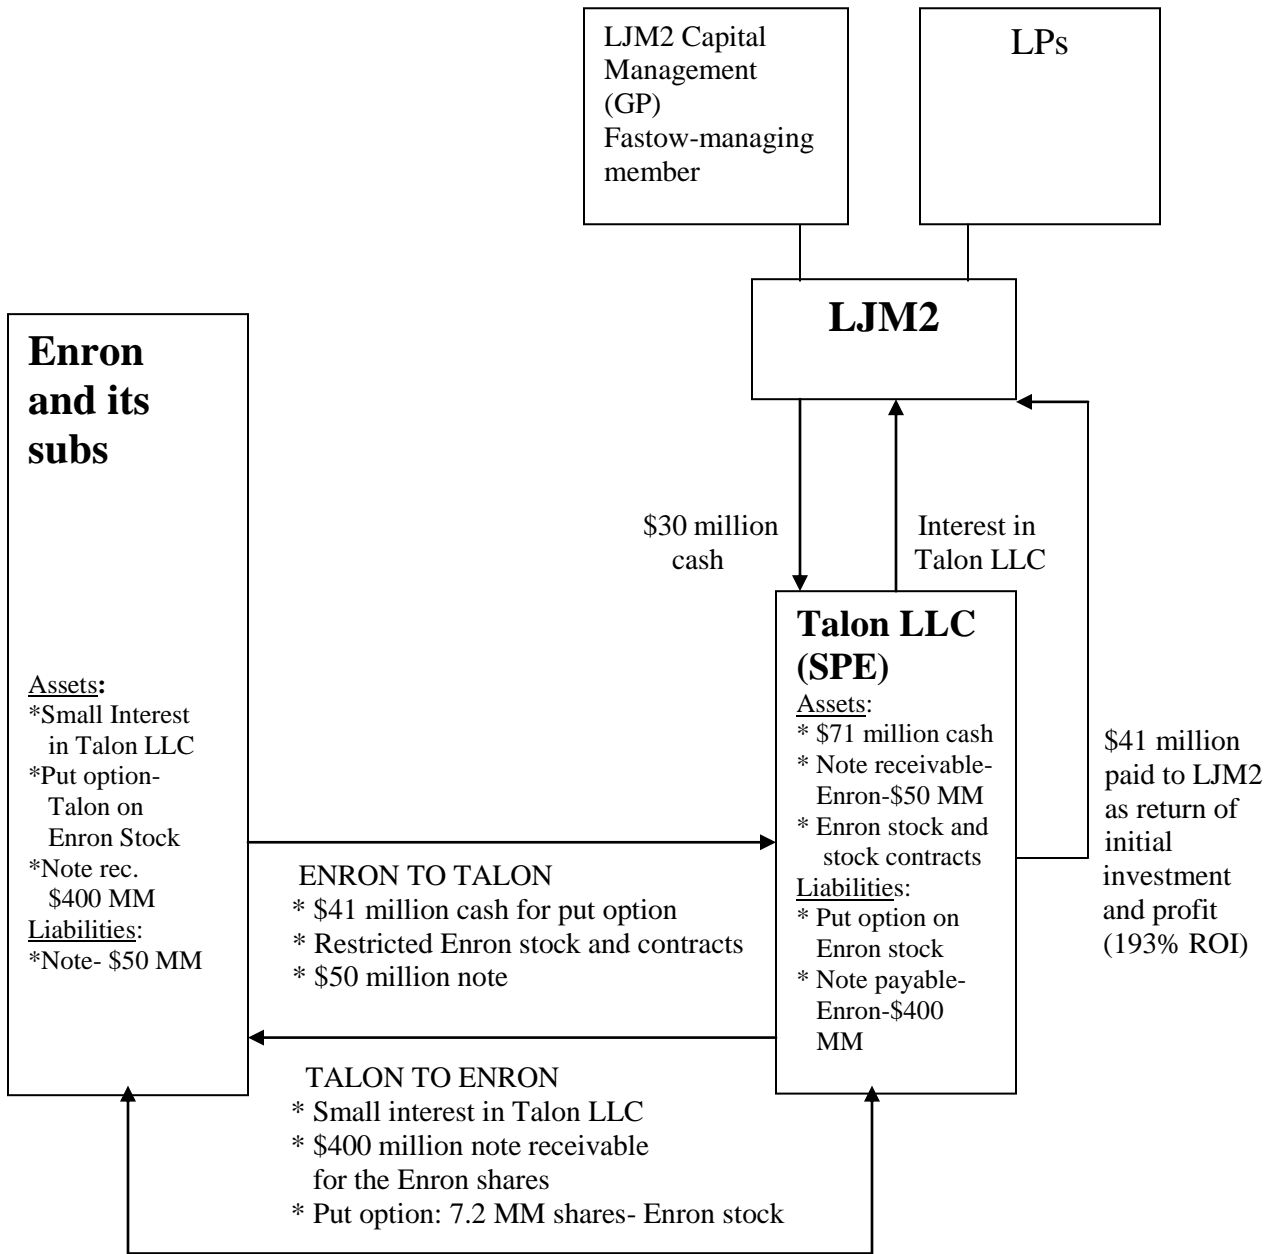 LJM2 Capital
Management
(GP)
Fastow-managing
member
LPs
LJM2
Enron
and its
subs
Assets:
*Small Interest
in Talon LLC
*Put option-
Talon on
Enron Stock
*Note rec.
$400 MM
Liabilities:
*Note- $50 MM
$30 million
cash
Interest in
Talon LLC
Talon LLC
(SPE)
Assets:
* $71 million cash
* Note receivable-
Enron-$50 MM
* Enron stock and
stock contracts
Liabilities:
* Put option on
Enron stock
* Note payable-
Enron-$400
MM
$41 million
paid to LJM2
as return of
initial
investment
and profit
(193% ROI)
ENRON TO TALON
* $41 million cash for put option
* Restricted Enron stock and contracts
* $50 million note
TALON TO ENRON
* Small interest in Talon LLC
* $400 million note receivable
for the Enron shares
* Put option: 7.2 MM shares- Enron stock